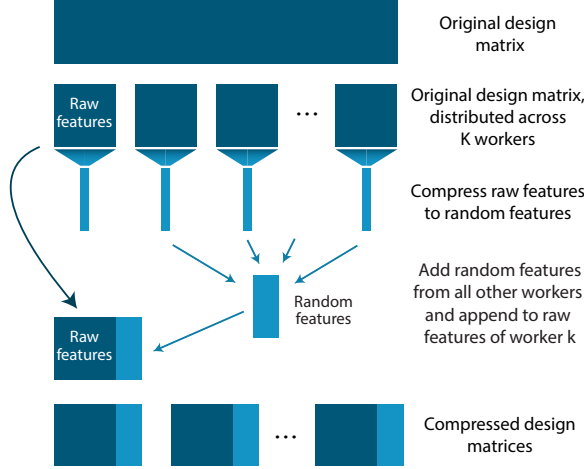 Original design
matrix
Raw
features
...
Original design matrix,
distributed across
K workers
Compress raw features
to random features
Random
features
Add random features
from all other workers
and append to raw
features of worker k
Raw
features
...
Compressed design
matrices